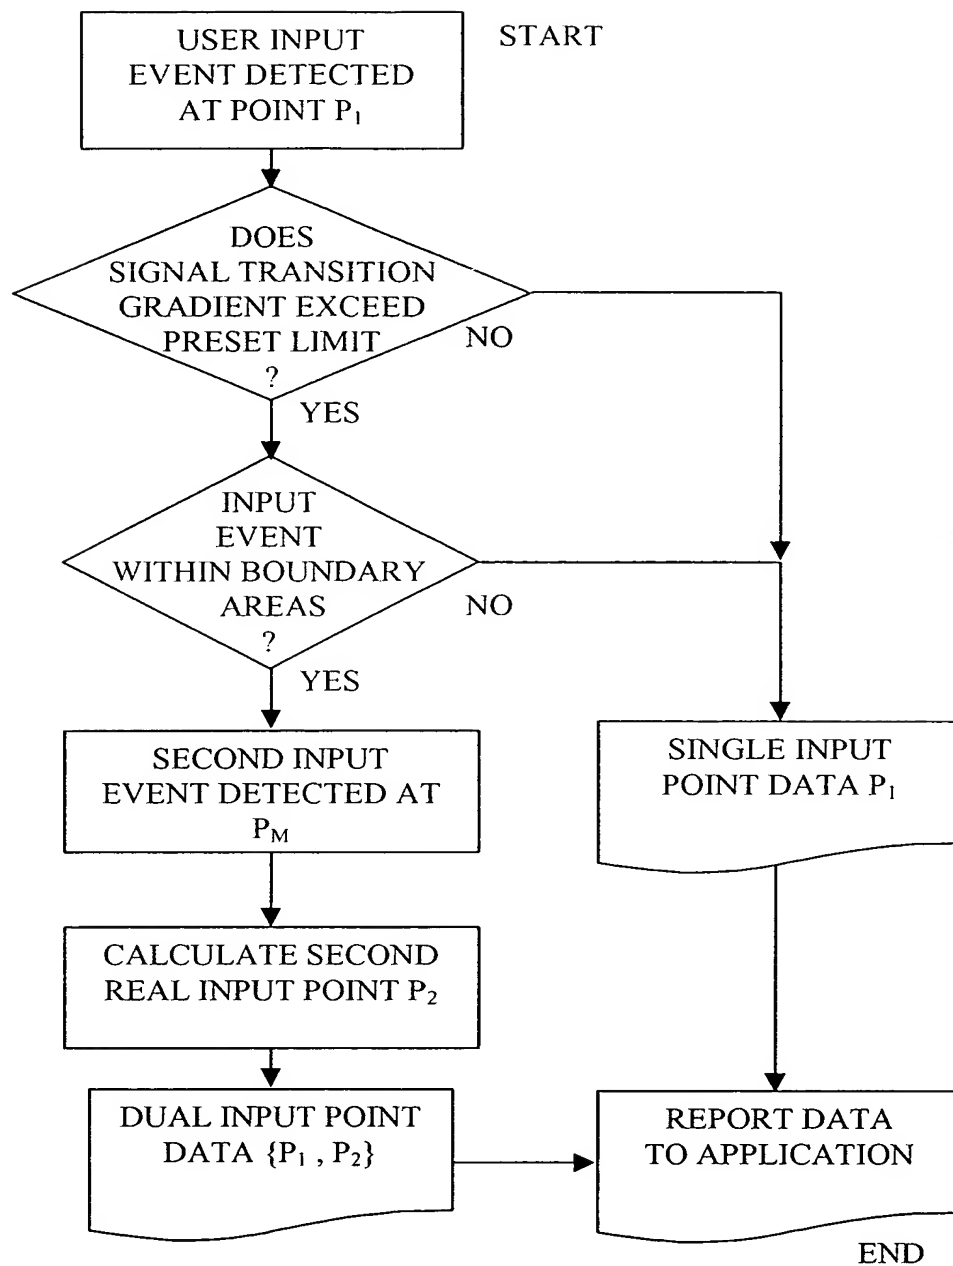 USER INPUT
EVENT DETECTED
AT POINT P₁
START
DOES
SIGNAL TRANSITION
GRADIENT EXCEED
PRESET LIMIT
?
NO
YES
INPUT
EVENT
WITHIN BOUNDARY
AREAS
?
NO
YES
SECOND INPUT
EVENT DETECTED AT
P_M
SINGLE INPUT
POINT DATA P₁
CALCULATE SECOND
REAL INPUT POINT P₂
DUAL INPUT POINT
DATA {P₁ , P₂}
REPORT DATA
TO APPLICATION
END